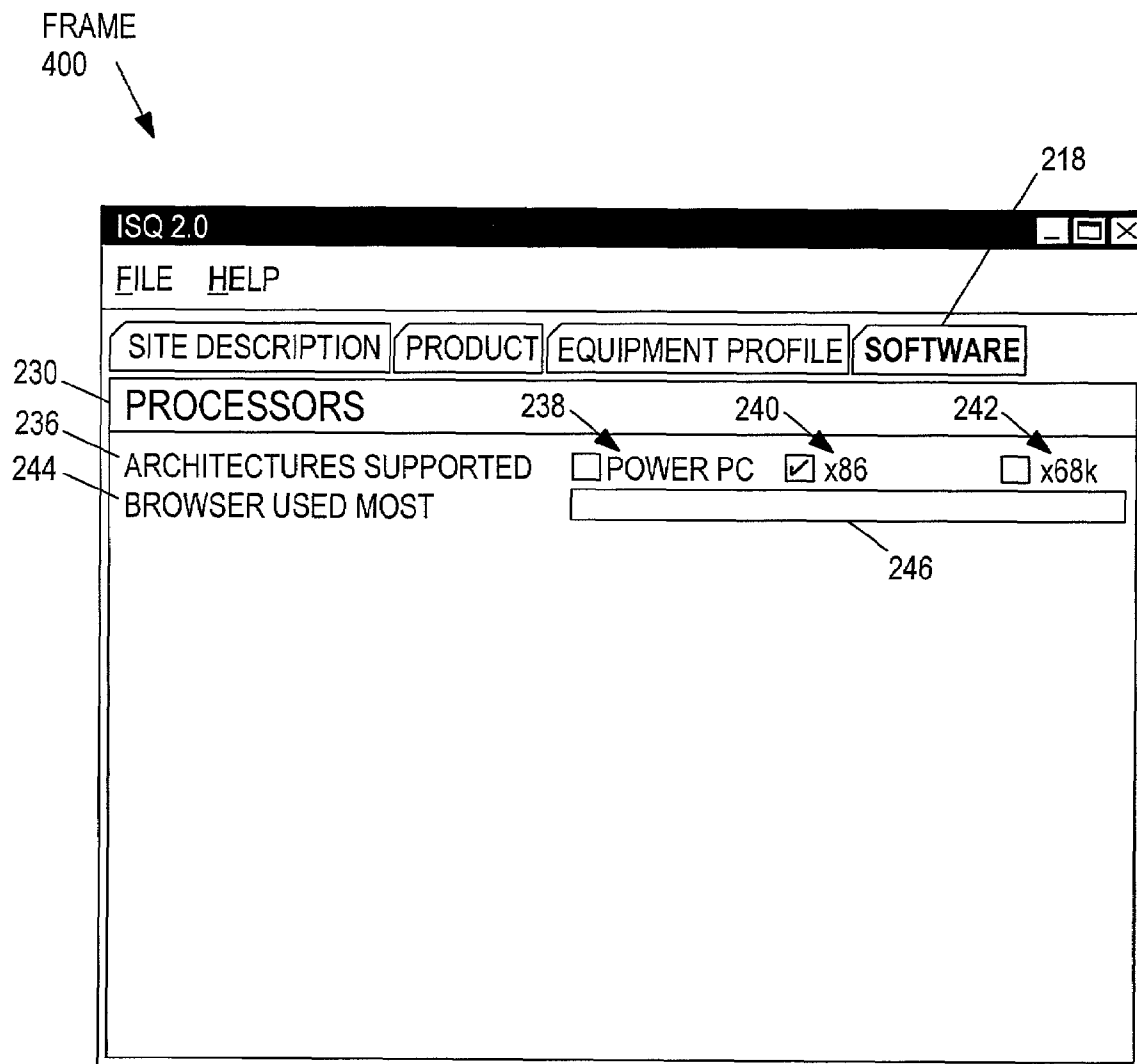 FRAME
400
218
ISQ 2.0
FILE HELP
SITE DESCRIPTION PRODUCT EQUIPMENT PROFILE SOFTWARE
230 PROCESSORS 238 240 242
236 ARCHITECTURES SUPPORTED POWER PC x86 x68k
244 BROWSER USED MOST
246